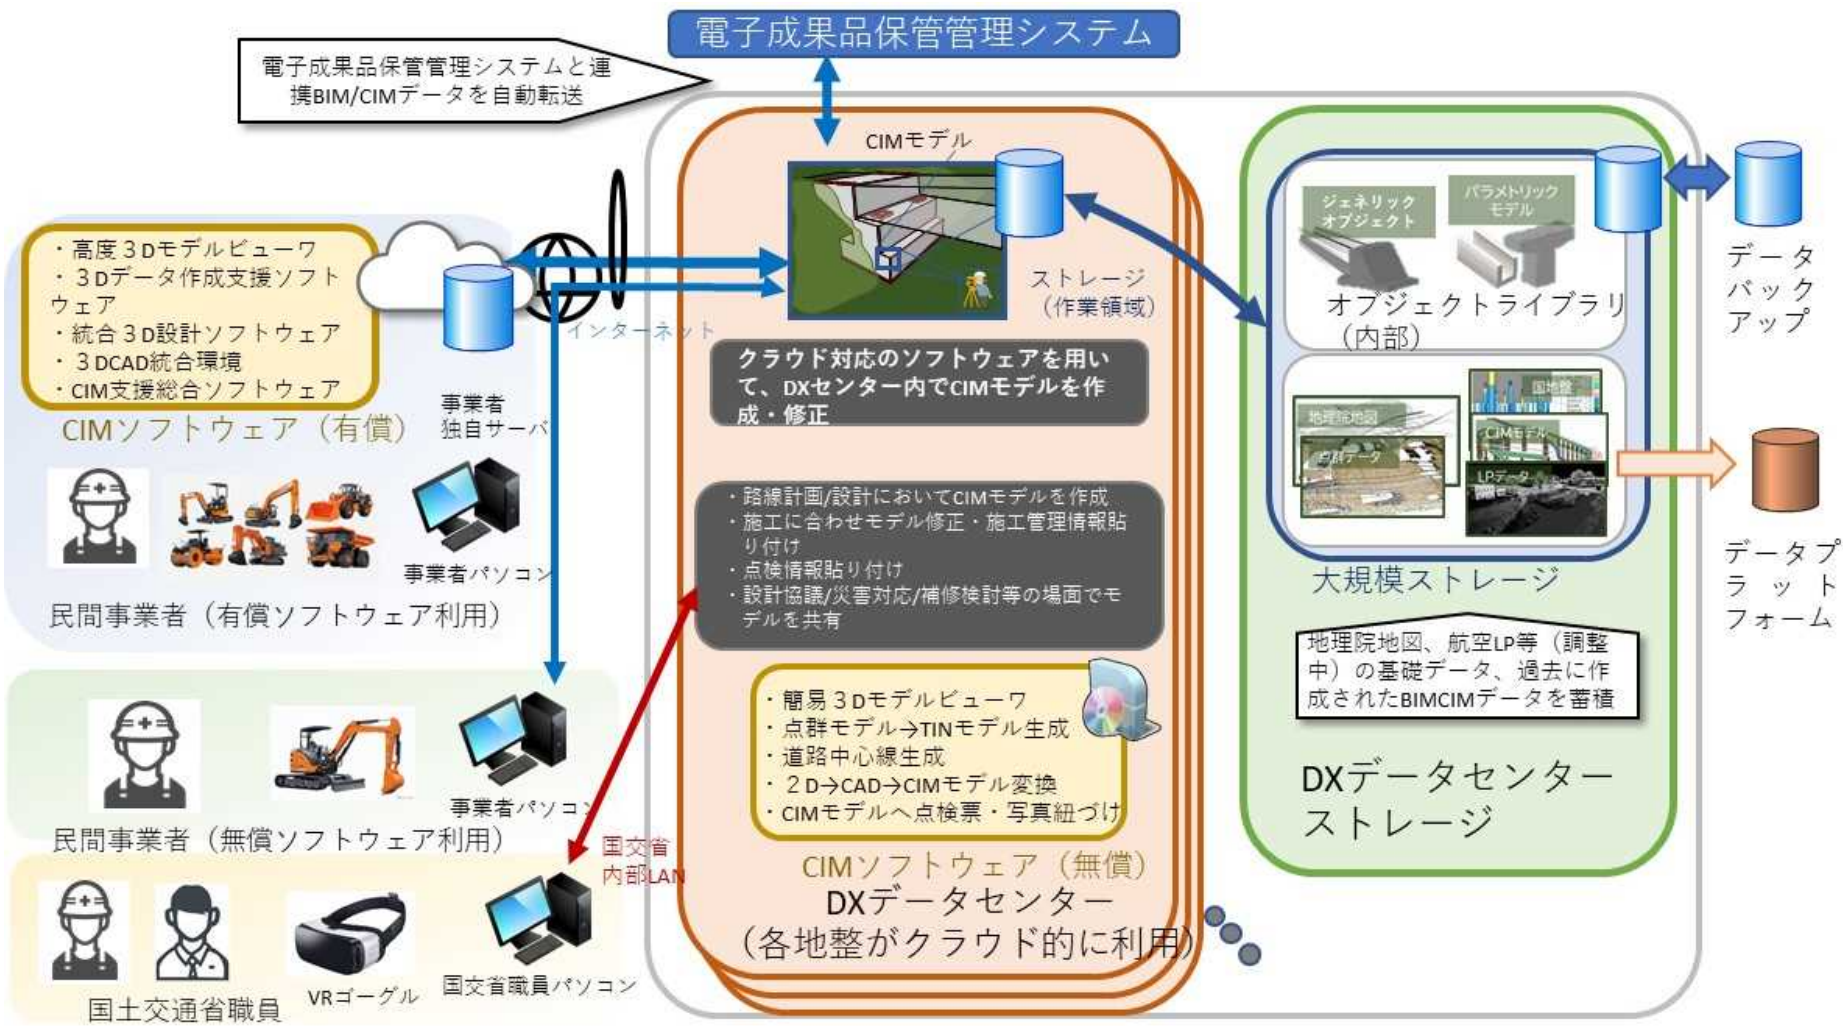 電子成果品保管管理システム
電子成果品保管管理システムと連
携BIM/CIMデータを自動転送
・高度３Dモデルビューワ
・３Dデータ作成支援ソフト
ウェア
・統合３D設計ソフトウェア
・３DCAD統合環境
・CIM支援総合ソフトウェア
CIMソフトウェア（有償）
事業者
独自サーバ
インターネット
事業者パソコン
民間事業者（有償ソフトウェア利用）
事業者パソコン
民間事業者（無償ソフトウェア利用）
国交省
内部LAN
国土交通省職員
VRゴーグル
国交省職員パソコン
CIMモデル
ストレージ
（作業領域）
クラウド対応のソフトウェアを用い
て、DXセンター内でCIMモデルを作
成・修正
・路線計画/設計においてCIMモデルを作成
・施工に合わせモデル修正・施工管理情報貼
り付け
・点検情報貼り付け
・設計協議/災害対応/補修検討等の場面でモ
デルを共有
・簡易３Dモデルビューワ
・点群モデル→TINモデル生成
・道路中心線生成
・２D→CAD→CIMモデル変換
・CIMモデルへ点検票・写真紐づけ
CIMソフトウェア（無償）
DXデータセンター
（各地整がクラウド的に利用）
ジェネリック
オブジェクト
パラメトリック
モデル
オブジェクトライブラリ
（内部）
地理院地図
点群データ
国地盤
CIMモデル
LPデータ
大規模ストレージ
地理院地図、航空LP等（調整
中）の基礎データ、過去に作
成されたBIMCIMデータを蓄積
DXデータセンター
ストレージ
データ
バック
アップ
データプ
ラット
フォーム